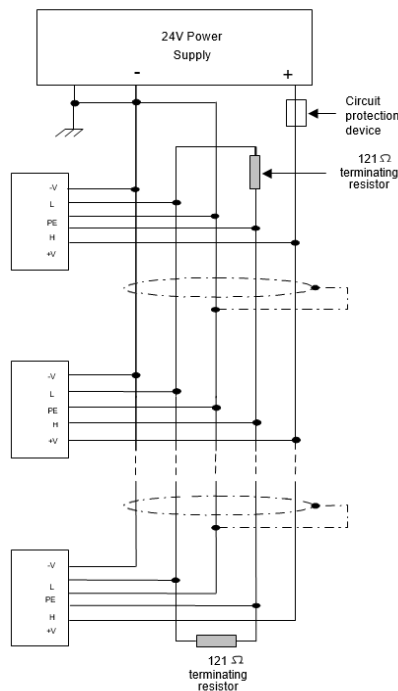 24V Power
Supply
-
+
Circuit
protection
device
121 Ω
terminating
resistor
-V
L
PE
H
+V
-V
L
PE
H
+V
-V
L
PE
H
+V
121 Ω
terminating
resistor